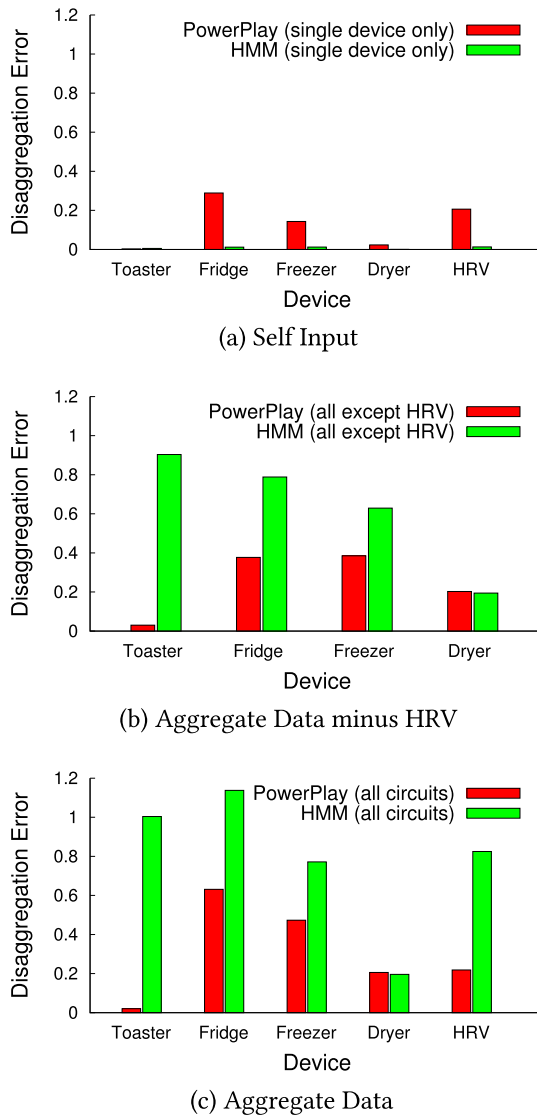 PowerPlay (single device only)
HMM (single device only)
1.2
1
0.8
0.6
0.4
0.2
0
Disaggregation Error
Toaster Fridge Freezer Dryer HRV
Device
(a) Self Input
PowerPlay (all except HRV)
HMM (all except HRV)
1.2
1
0.8
0.6
0.4
0.2
0
Disaggregation Error
Toaster Fridge Freezer Dryer
Device
(b) Aggregate Data minus HRV
PowerPlay (all circuits)
HMM (all circuits)
1.2
1
0.8
0.6
0.4
0.2
0
Disaggregation Error
Toaster Fridge Freezer Dryer HRV
Device
(c) Aggregate Data